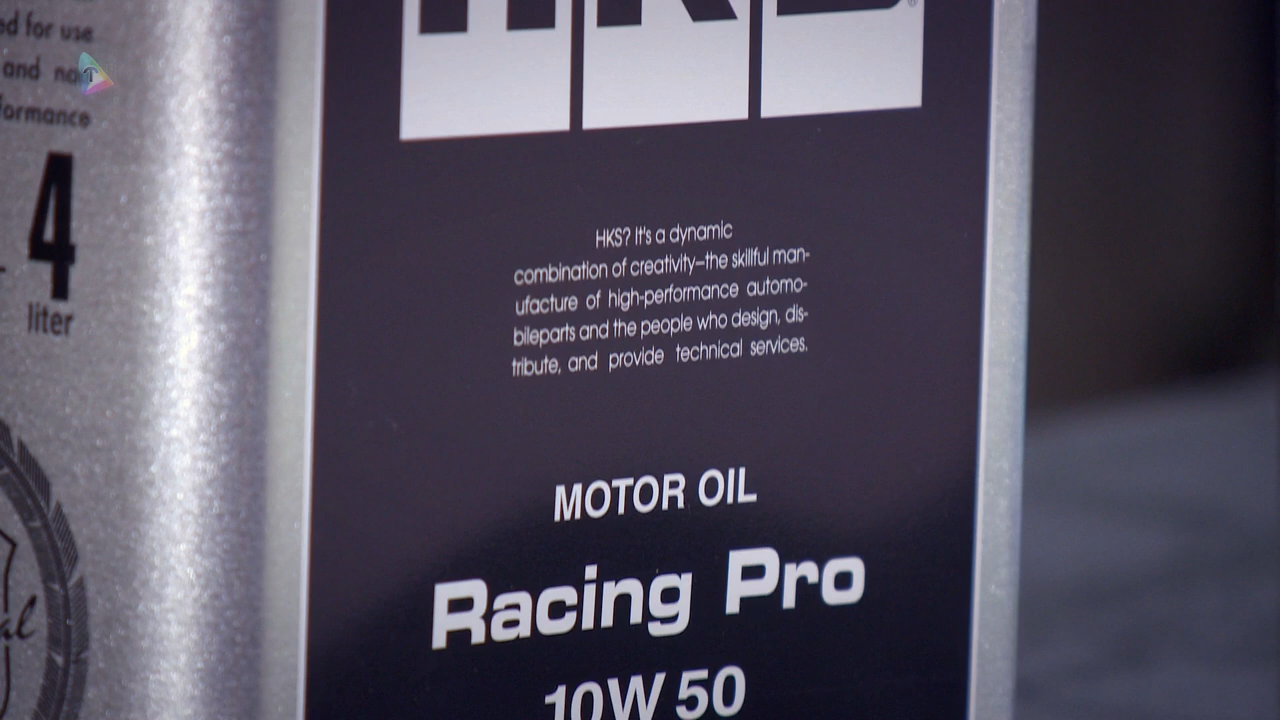 ed for use
and
formance
4
liter
HKS
HKS? It's a dynamic
combination of creativity–the skillful man-
ufacture of high-performance automo-
bileparts and the people who design, dis-
tribute, and provide technical services.
MOTOR OIL
Racing Pro
10W 50